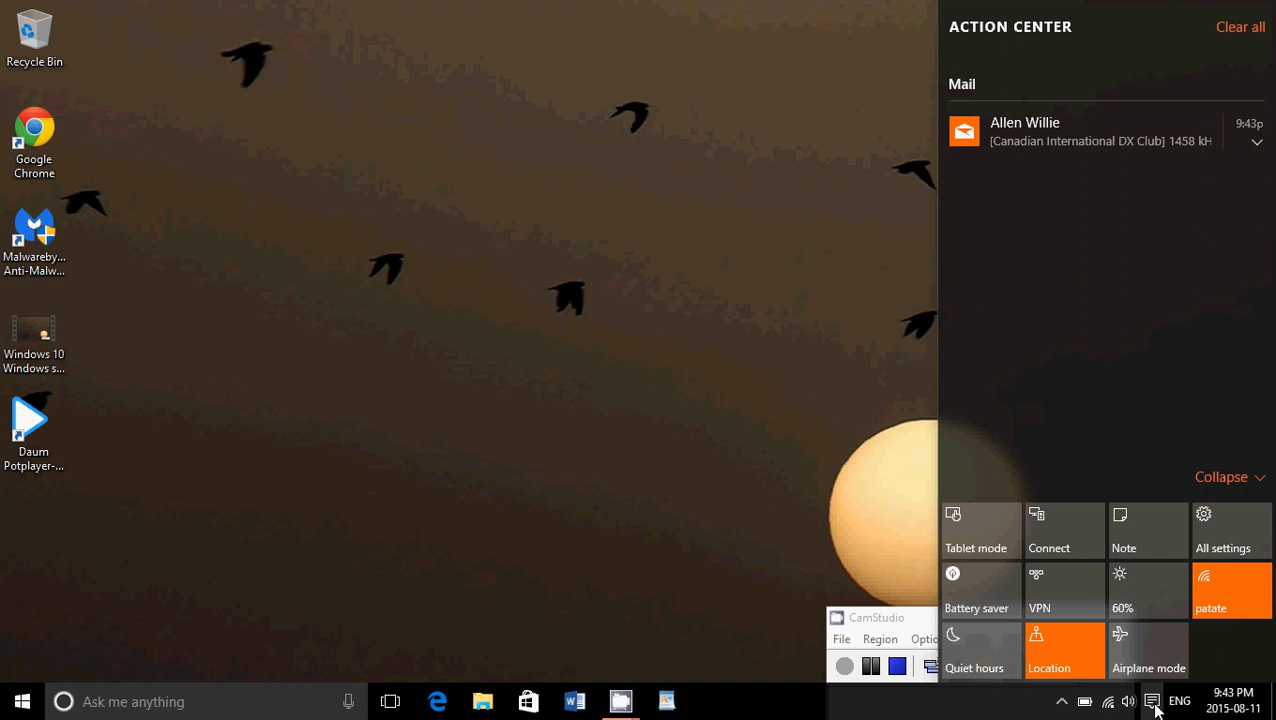 Recycle Bin
Google
Chrome
Malwareby...
Anti-Malw...
Windows 10
Windows s...
Daum
Potplayer-...
ACTION CENTER
Clear all
Mail
Allen Willie
9:43p
[Canadian International DX Club] 1458 kH
Collapse
Tablet mode
Connect
Note
All settings
Battery saver
VPN
60%
patate
Quiet hours
Location
Airplane mode
CamStudio
File
Region
Optio
Ask me anything
ENG
9:43 PM
2015-08-11